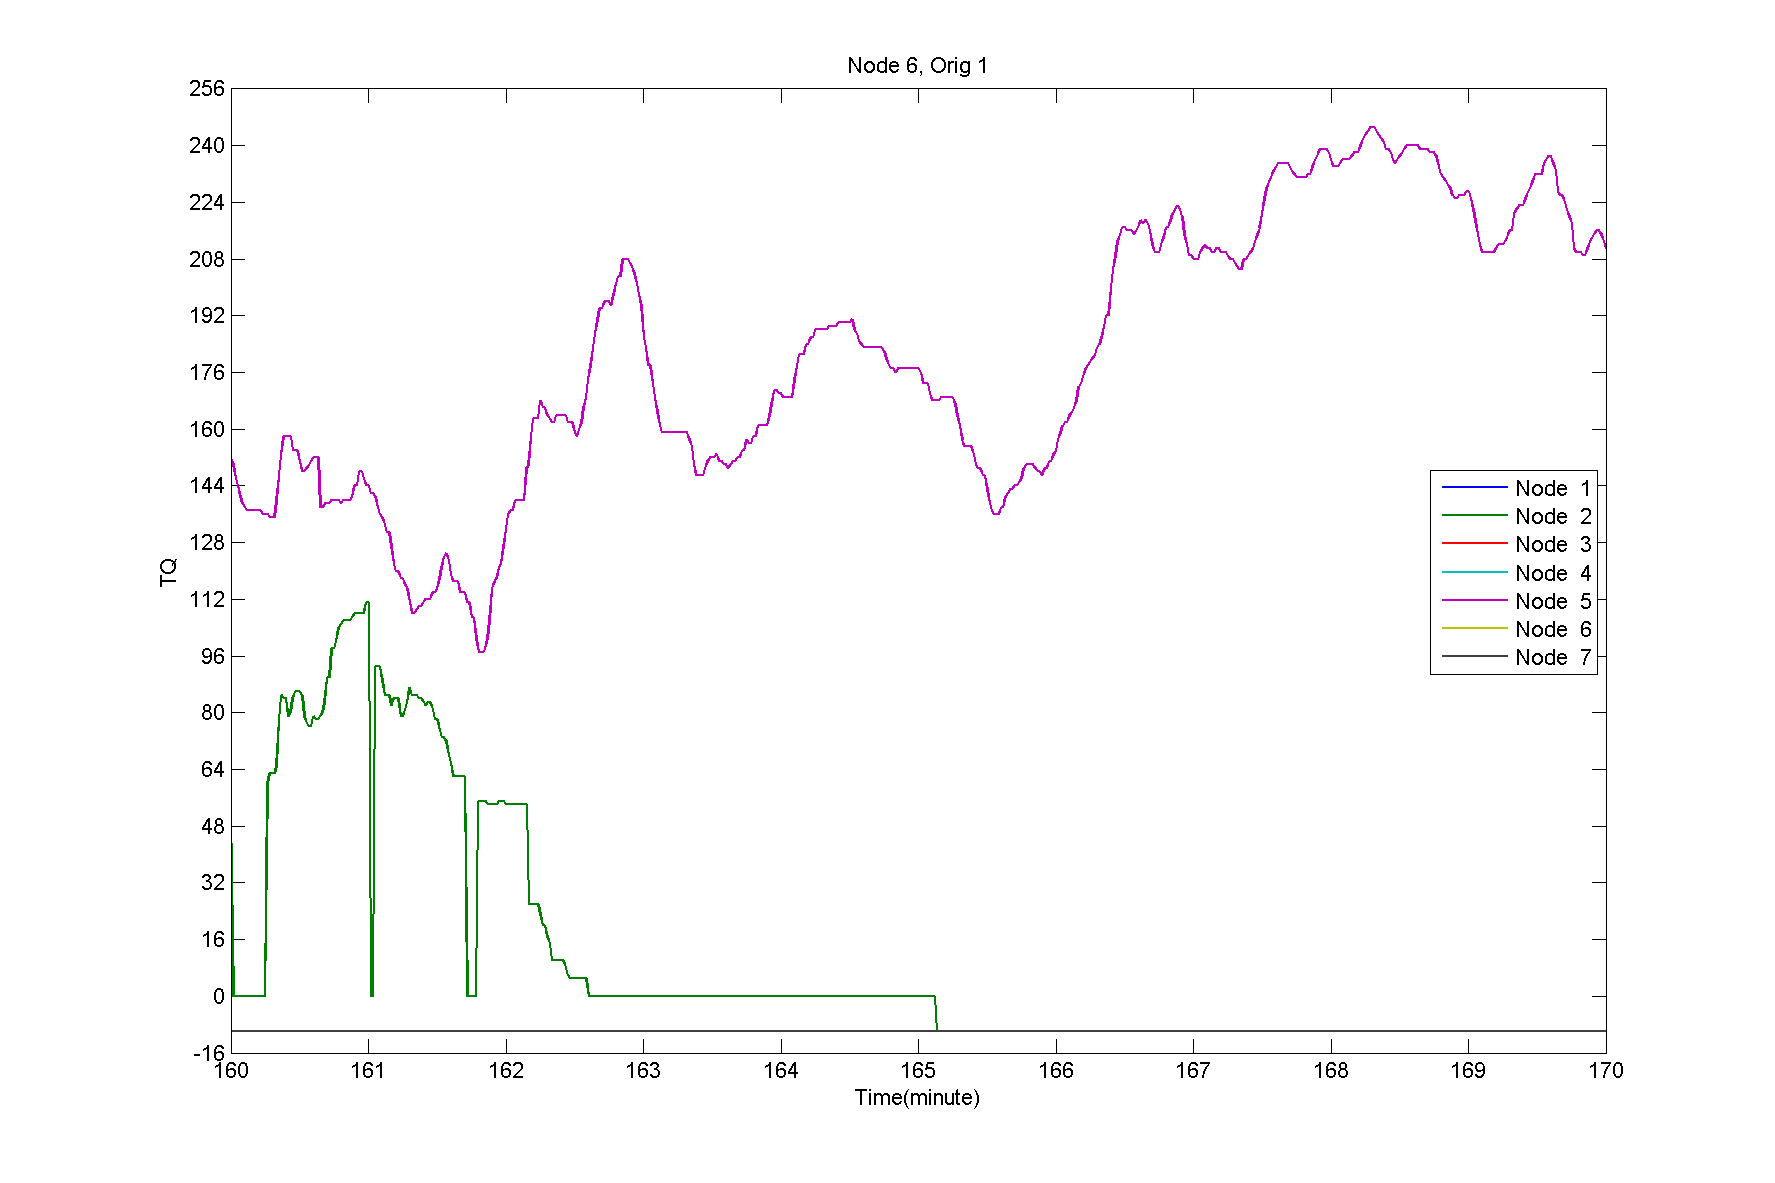 Node 6, Orig 1
256
240
224
208
192
176
160
144
128
112
96
80
64
48
32
16
0
-16
TQ
Node 1
Node 2
Node 3
Node 4
Node 5
Node 6
Node 7
160 161 162 163 164 165 166 167 168 169 170
Time(minute)